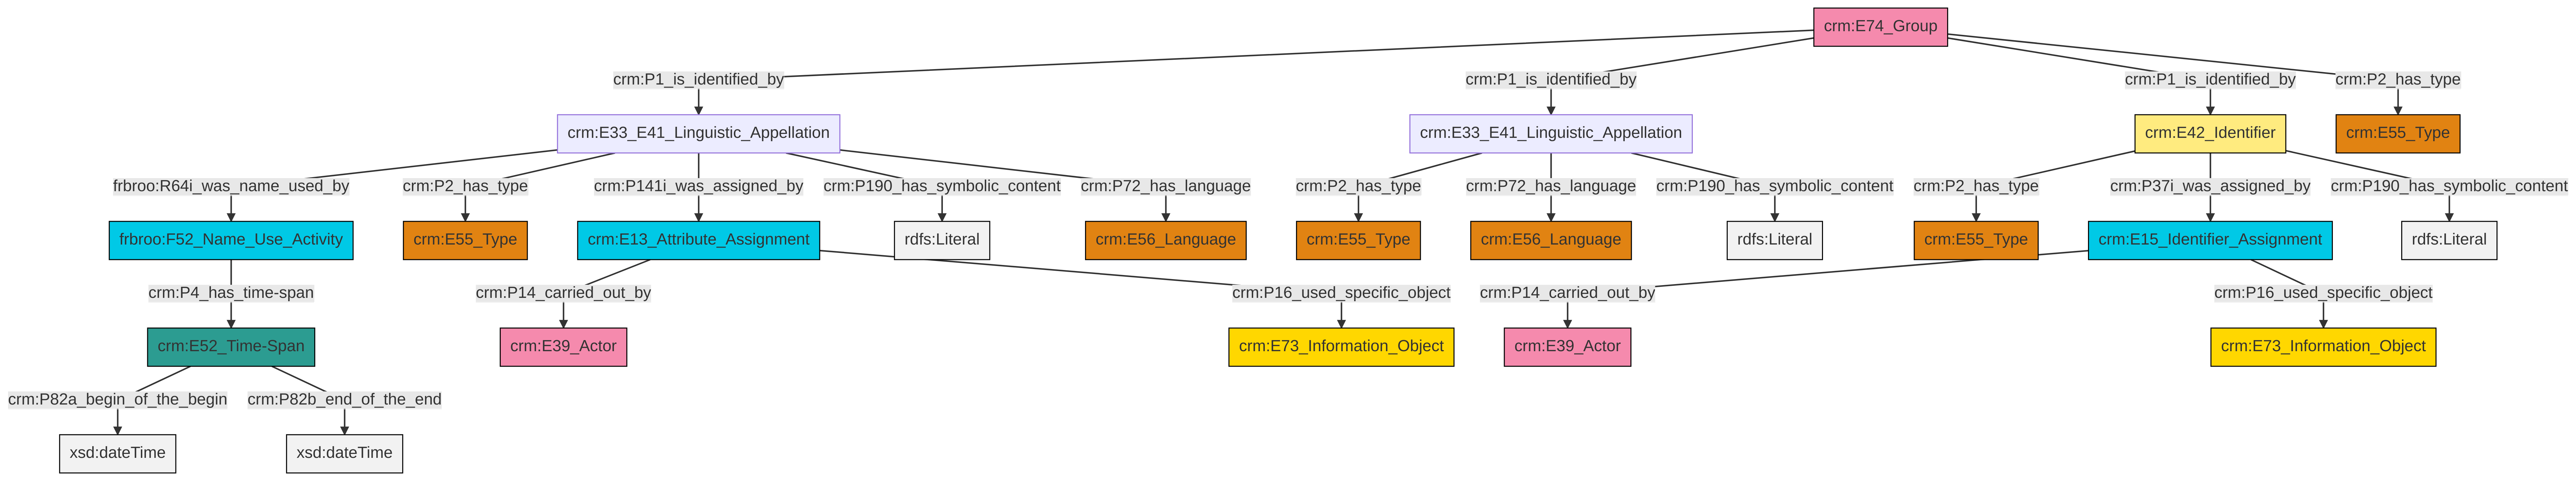 crm:E74_Group
crm:P1_is_identified_by
crm:P1_is_identified_by
crm:P1_is_identified_by
crm:P2_has_type
crm:E33_E41_Linguistic_Appellation
crm:E33_E41_Linguistic_Appellation
crm:E42_Identifier
crm:E55_Type
frbroo:R64i_was_name_used_by
crm:P2_has_type
crm:P141i_was_assigned_by
crm:P190_has_symbolic_content
crm:P72_has_language
crm:P2_has_type
crm:P72_has_language
crm:P190_has_symbolic_content
crm:P2_has_type
crm:P37i_was_assigned_by
crm:P190_has_symbolic_content
frbroo:F52_Name_Use_Activity
crm:E55_Type
crm:E13_Attribute_Assignment
rdfs:Literal
crm:E56_Language
crm:E55_Type
crm:E56_Language
rdfs:Literal
crm:E55_Type
crm:E15_Identifier_Assignment
rdfs:Literal
crm:P4_has_time-span
crm:P14_carried_out_by
crm:P16_used_specific_object
crm:P14_carried_out_by
crm:P16_used_specific_object
crm:E52_Time-Span
crm:E39_Actor
crm:E73_Information_Object
crm:E39_Actor
crm:E73_Information_Object
crm:P82a_begin_of_the_begin
crm:P82b_end_of_the_end
xsd:dateTime
xsd:dateTime